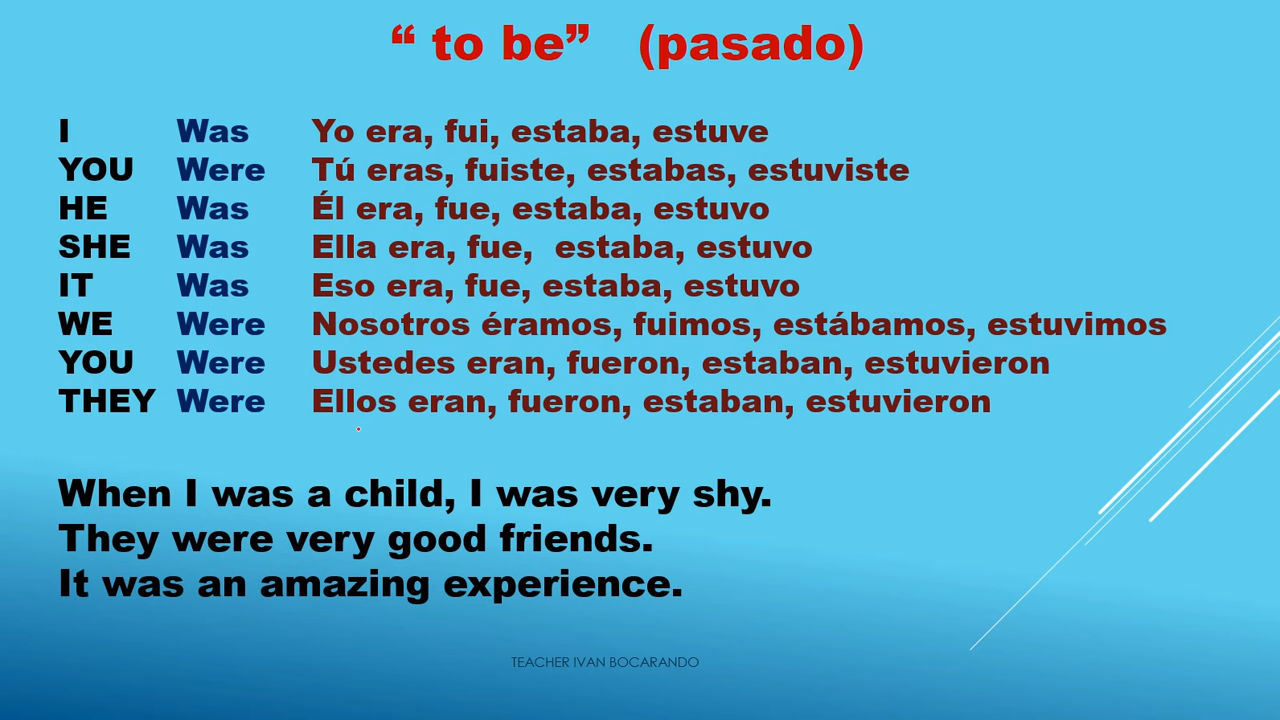 “ to be” (pasado)
I Was Yo era, fui, estaba, estuve
YOU Were Tú eras, fuiste, estabas, estuviste
HE Was Él era, fue, estaba, estuvo
SHE Was Ella era, fue, estaba, estuvo
IT Was Eso era, fue, estaba, estuvo
WE Were Nosotros éramos, fuimos, estábamos, estuvimos
YOU Were Ustedes eran, fueron, estaban, estuvieron
THEY Were Ellos eran, fueron, estaban, estuvieron
When I was a child, I was very shy.
They were very good friends.
It was an amazing experience.
TEACHER IVAN BOCARANDO